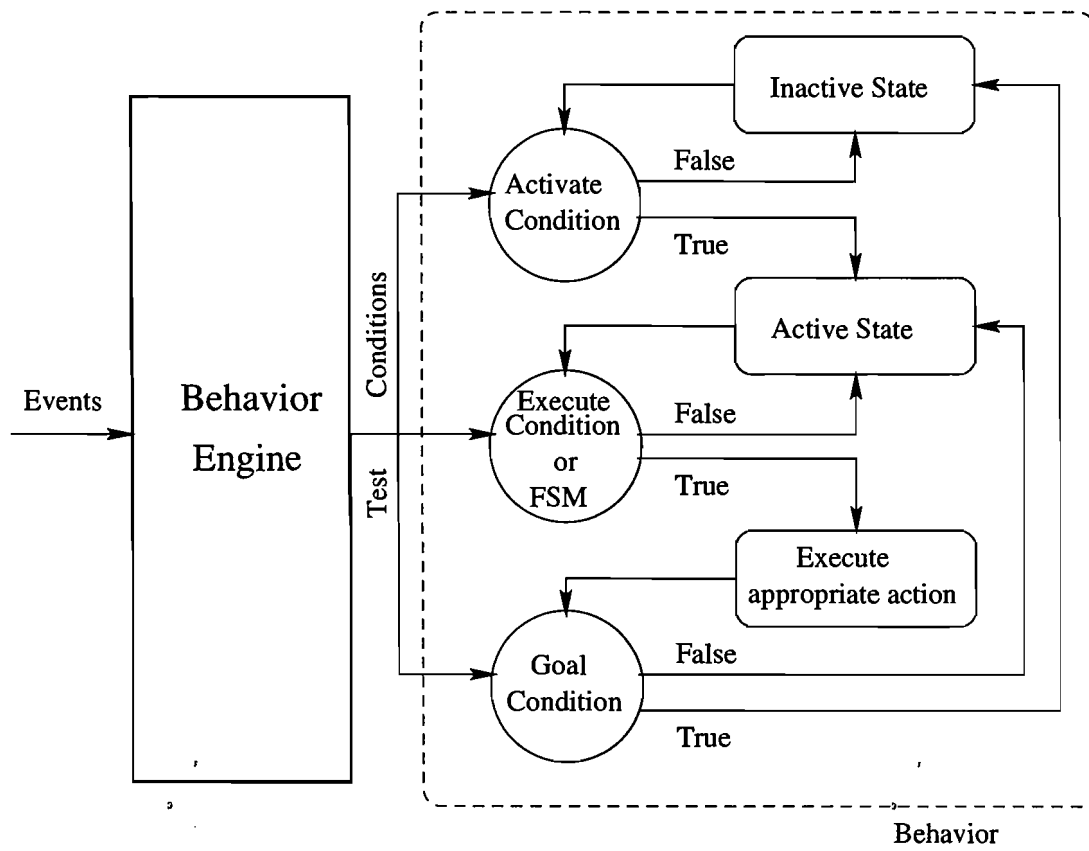 Inactive State
False
Activate
Condition
True
Conditions
Active State
Events
Behavior
Engine
Execute
Condition
or
FSM
False
Test
True
Execute
appropriate action
Goal
Condition
False
True
Behavior